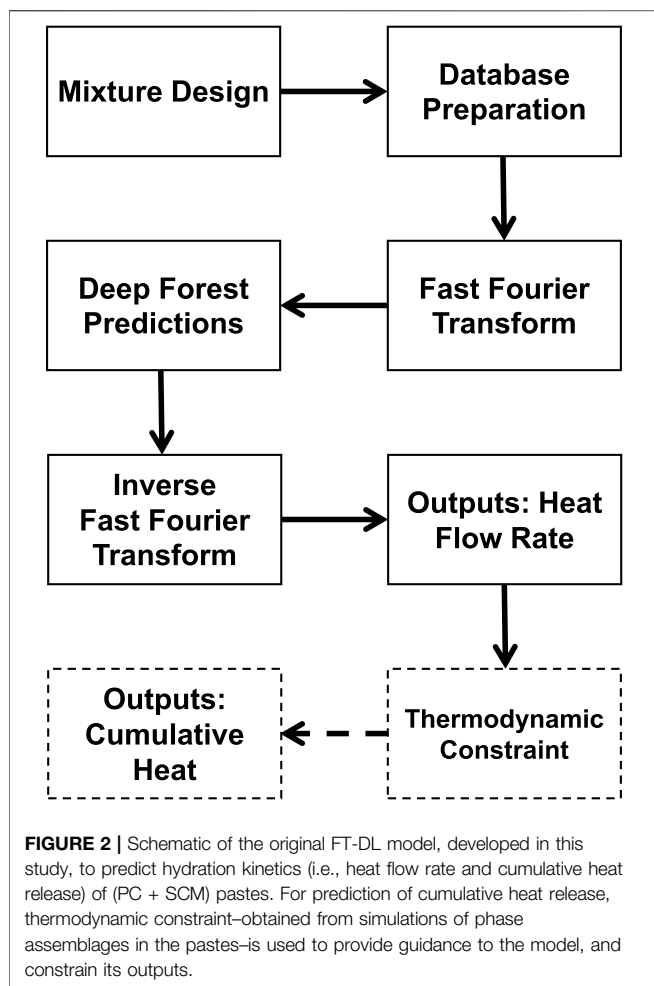 Mixture Design
Database
Preparation
Deep Forest
Predictions
Fast Fourier
Transform
Inverse
Fast Fourier
Transform
Outputs: Heat
Flow Rate
Outputs:
Cumulative
Heat
Thermodynamic
Constraint
FIGURE 2 | Schematic of the original FT-DL model, developed in this
study, to predict hydration kinetics (i.e., heat flow rate and cumulative heat
release) of (PC + SCM) pastes. For prediction of cumulative heat release,
thermodynamic constraint–obtained from simulations of phase
assemblages in the pastes–is used to provide guidance to the model, and
constrain its outputs.